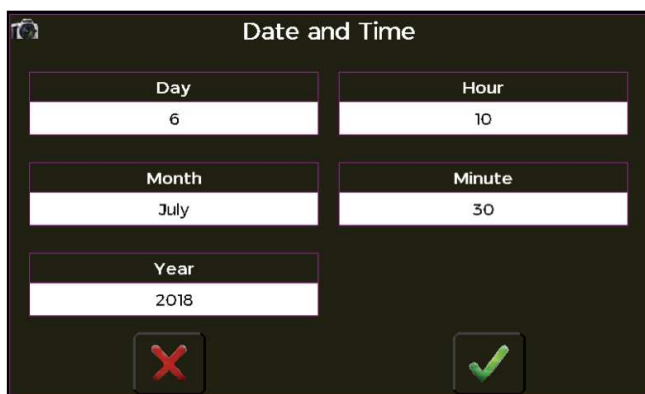 Date and Time
Day
6
Hour
10
Month
July
Minute
30
Year
2018